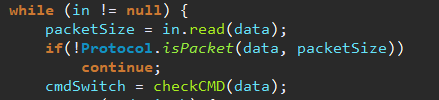 while (in != null) {
packetSize = in.read(data);
if(!Protocol.isPacket(data, packetSize))
continue;
cmdSwitch = checkCMD(data);